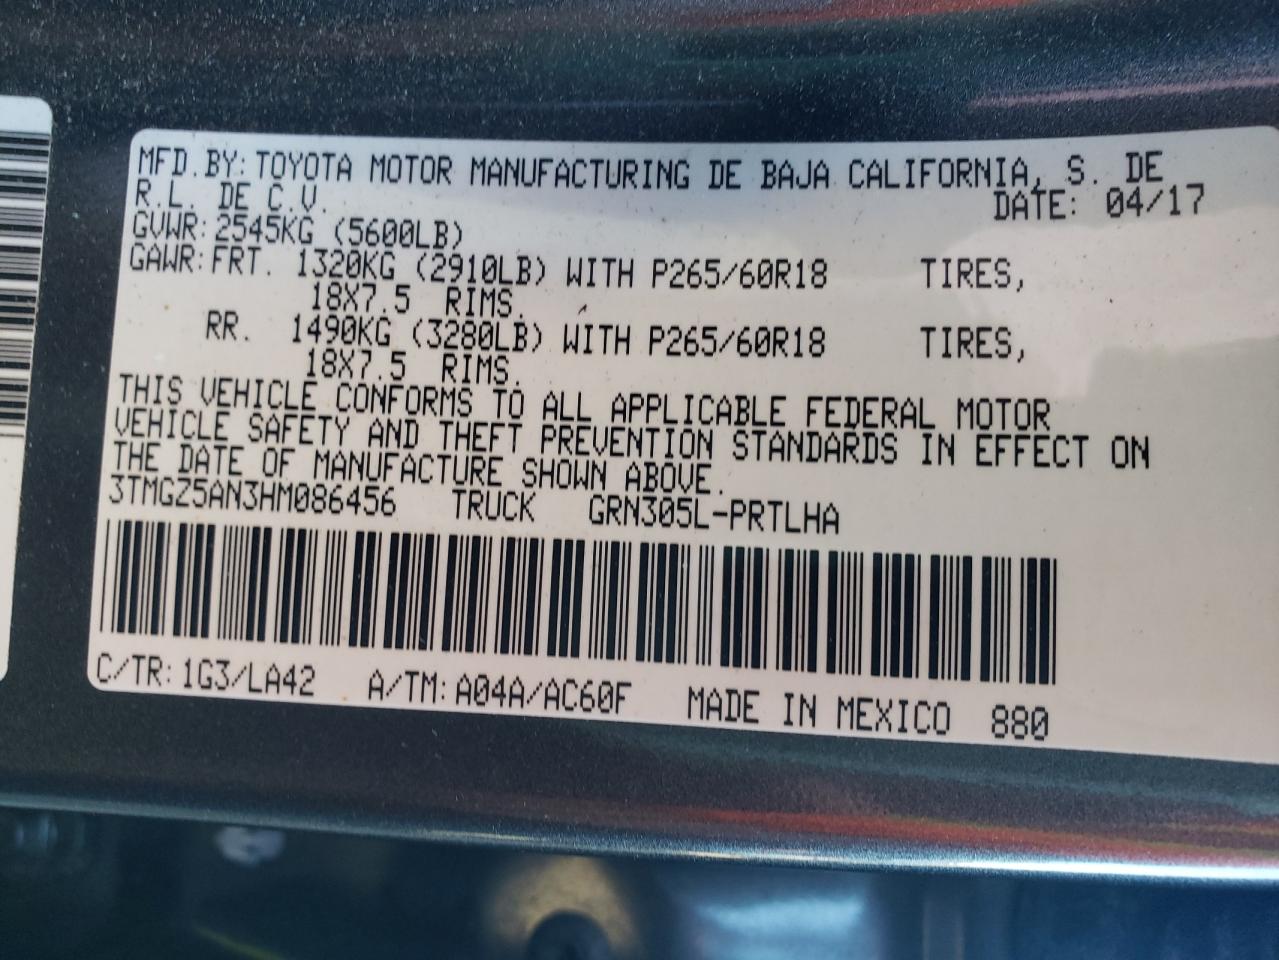 MFD.BY: TOYOTA MOTOR MANUFACTURING DE BAJA CALIFORNIA, S. DE
R.L. DE C.V. DATE: 04/17
GVWR: 2545KG (5600LB)
GAWR: FRT. 1320KG (2910LB) WITH P265/60R18 TIRES,
18X7.5 RIMS.
RR. 1490KG (3280LB) WITH P265/60R18 TIRES,
18X7.5 RIMS.
THIS VEHICLE CONFORMS TO ALL APPLICABLE FEDERAL MOTOR
VEHICLE SAFETY AND THEFT PREVENTION STANDARDS IN EFFECT ON
THE DATE OF MANUFACTURE SHOWN ABOVE.
3TMGZ5AN3HM086456 TRUCK GRN305L-PRTLHA
C/TR: 1G3/LA42 A/TM: A04A/AC60F MADE IN MEXICO 880